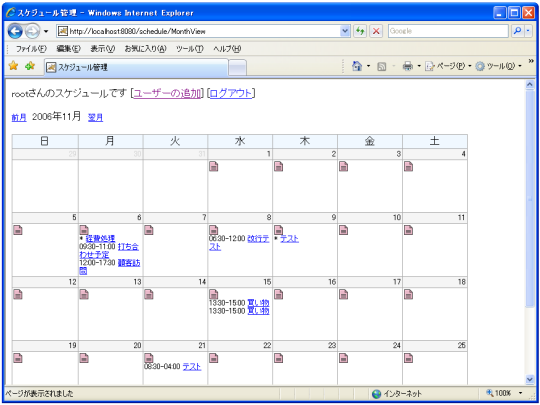 スケジュール管理 - Windows Internet Explorer
http://localhost:8080/schedule/MonthView
Google
ファイル(F) 編集(E) 表示(V) お気に入り(A) ツール(T) ヘルプ(H)
スケジュール管理
ページ(P) ツール(O)
rootさんのスケジュールです [ユーザーの追加] [ログアウト]
前月 2006年11月 翌月
日 月 火 水 木 金 土
29 30 31 1 2 3 4
5 6 7 8 9 10 11
* 経費処理
09:30-11:00 打ち合わせ予定
12:00-17:30 顧客訪問
06:30-12:00 改行テスト
* テスト
12 13 14 15 16 17 18
13:30-15:00 買い物
13:30-15:00 買い物
19 20 21 22 23 24 25
08:30-04:00 テスト
ページが表示されました
インターネット
100%